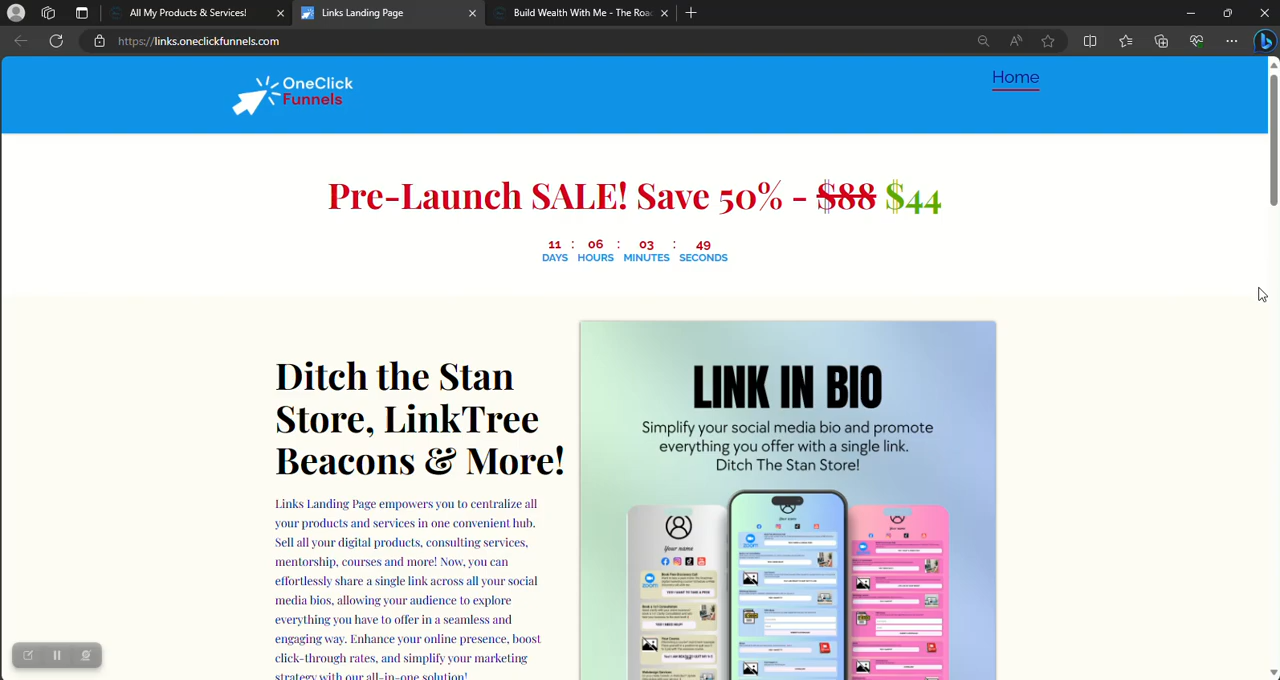 All My Products & Services!
Links Landing Page
Build Wealth With Me - The Roa
https://links.oneclickfunnels.com
OneClick
Funnels
Home
Pre-Launch SALE! Save 50% - $88 $44
11 : 06 : 03 : 49
DAYS HOURS MINUTES SECONDS
Ditch the Stan
Store, LinkTree
Beacons & More!
Links Landing Page empowers you to centralize all
your products and services in one convenient hub.
Sell all your digital products, consulting services,
mentorship, courses and more! Now, you can
effortlessly share a single link across all your social
media bios, allowing your audience to explore
everything you have to offer in a seamless and
engaging way. Enhance your online presence, boost
click-through rates, and simplify your marketing
strategy with our all-in-one solution!
LINK IN BIO
Simplify your social media bio and promote
everything you offer with a single link.
Ditch The Stan Store!
Your name
Your name
Your name
zoom